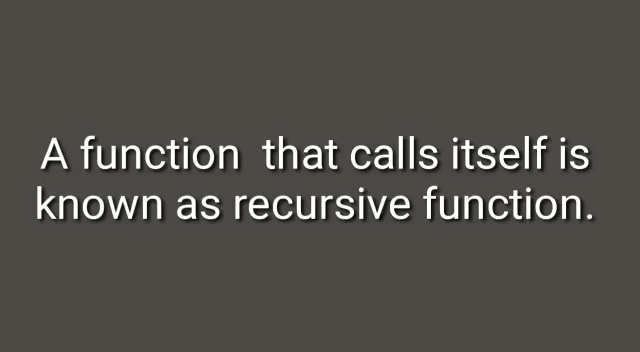 A function  that calls itself is
known as recursive function.